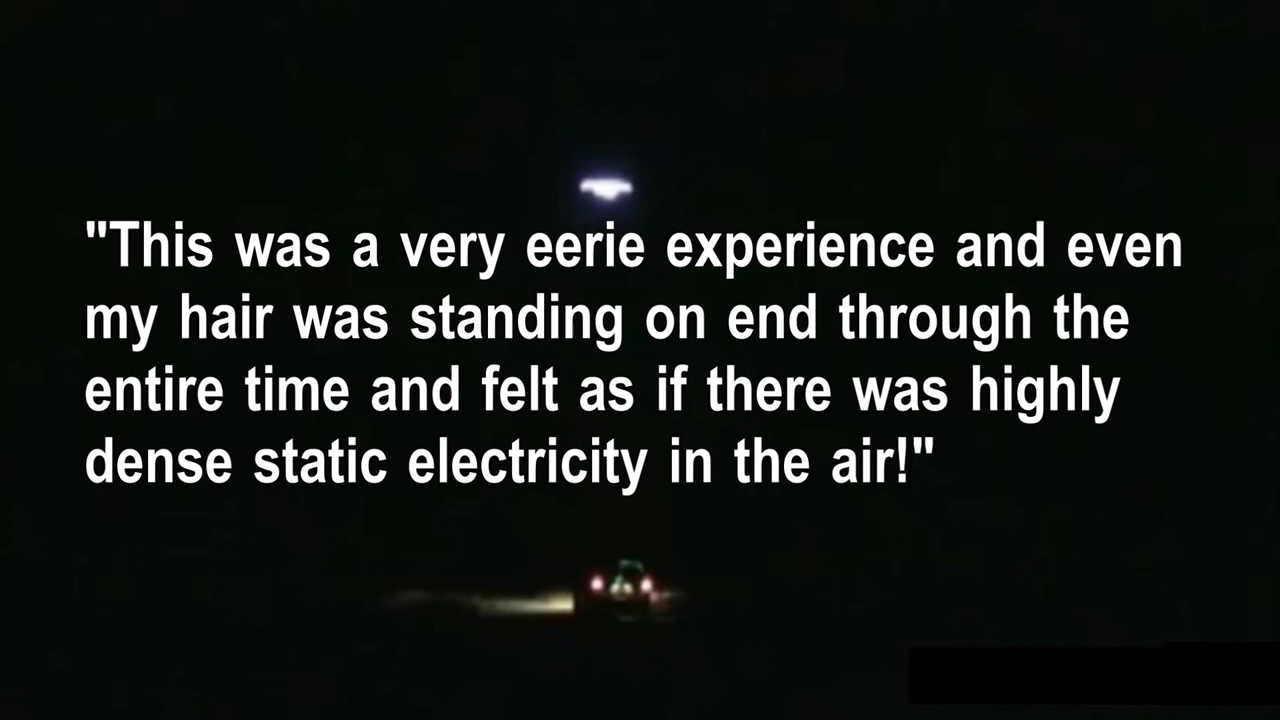 "This was a very eerie experience and even
my hair was standing on end through the
entire time and felt as if there was highly
dense static electricity in the air!"